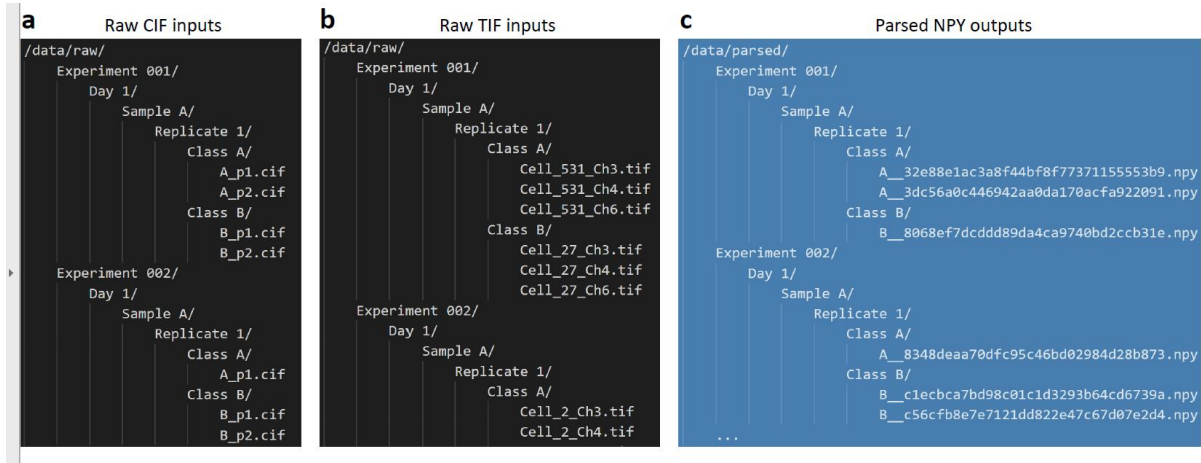 a
Raw CIF inputs
/data/raw/
Experiment 001/
Day 1/
Sample A/
Replicate 1/
Class A/
A_p1.cif
A_p2.cif
Class B/
B_p1.cif
B_p2.cif
Experiment 002/
Day 1/
Sample A/
Replicate 1/
Class A/
A_p1.cif
Class B/
B_p1.cif
B_p2.cif
b
Raw TIF inputs
/data/raw/
Experiment 001/
Day 1/
Sample A/
Replicate 1/
Class A/
Cell_531_Ch3.tif
Cell_531_Ch4.tif
Cell_531_Ch6.tif
Class B/
Cell_27_Ch3.tif
Cell_27_Ch4.tif
Cell_27_Ch6.tif
Experiment 002/
Day 1/
Sample A/
Replicate 1/
Class A/
Cell_2_Ch3.tif
Cell_2_Ch4.tif
c
Parsed NPY outputs
/data/parsed/
Experiment 001/
Day 1/
Sample A/
Replicate 1/
Class A/
A__32e88e1ac3a8f44bf8f77371155553b9.npy
A__3dc56a0c446942aa0da170acfa922091.npy
Class B/
B__8068ef7dcddd89da4ca9740bd2ccb31e.npy
Experiment 002/
Day 1/
Sample A/
Replicate 1/
Class A/
A__8348deaa70dfc95c46bd02984d28b873.npy
Class B/
B__c1ecbca7bd98c01c1d3293b64cd6739a.npy
B__c56cfb8e7e7121dd822e47c67d07e2d4.npy
...